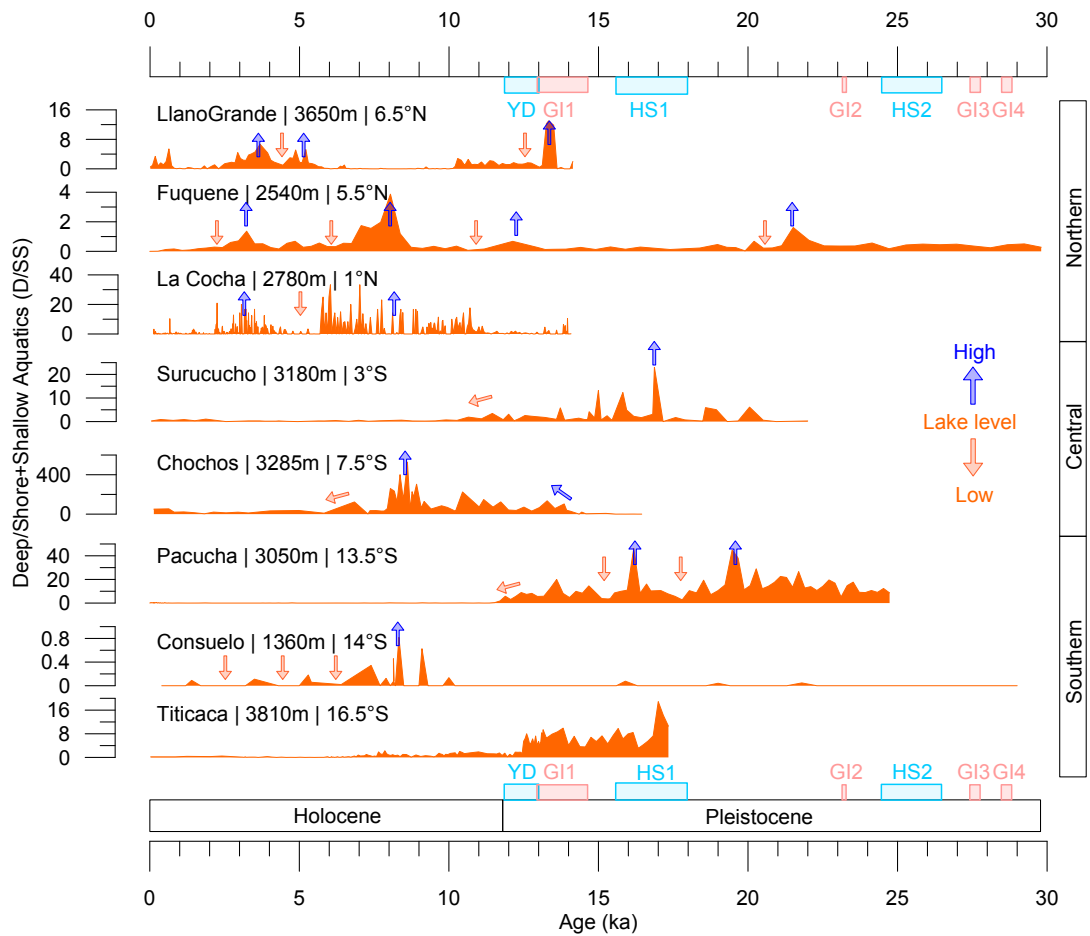 0 5 10 15 20 25 30
YD GI1 HS1 GI2 HS2 GI3 GI4
LlanoGrande | 3650m | 6.5°N
16
8
0
Fuquene | 2540m | 5.5°N
4
2
0
La Cocha | 2780m | 1°N
40
20
0
Surucucho | 3180m | 3°S
20
10
0
Chochos | 3285m | 7.5°S
400
0
Pacucha | 3050m | 13.5°S
40
20
0
Consuelo | 1360m | 14°S
0.8
0.4
0
Titicaca | 3810m | 16.5°S
16
8
0
Deep/Shore+Shallow Aquatics (D/SS)
High
Lake level
Low
Northern
Central
Southern
YD GI1 HS1 GI2 HS2 GI3 GI4
Holocene Pleistocene
0 5 10 15 20 25 30
Age (ka)